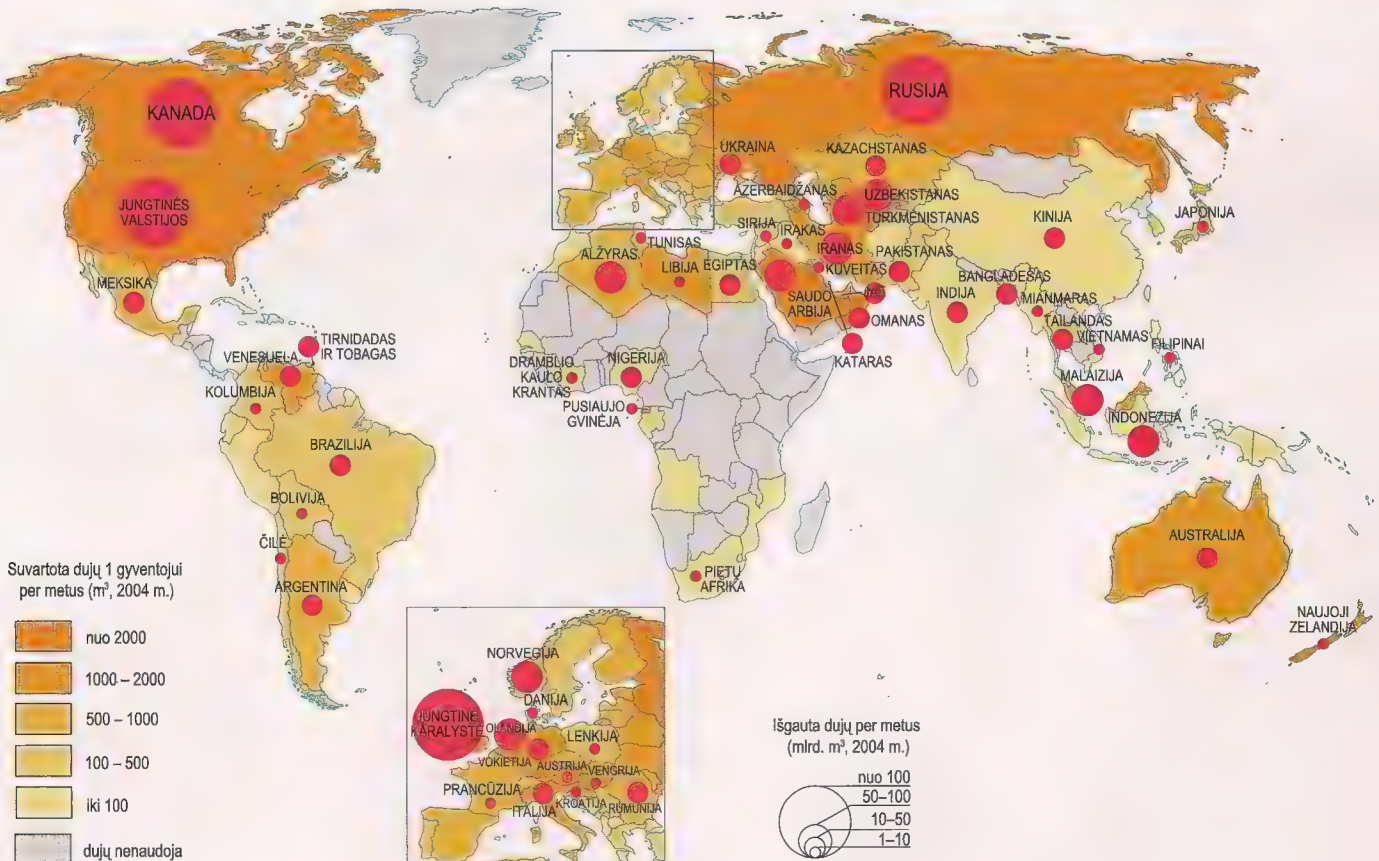 KANADA
RUSIJA
JUNGTINĖS
VALSTIJOS
UKRAINA
KAZACHSTANAS
AZERBAIDŽANAS
UZBEKISTANAS
TURKMĖNISTANAS
SIRIJA
IRAKAS
KINIJA
JAPONIJA
TUNISAS
ALŽYRAS
LIBIJA
EGIPTAS
IRANAS
PAKISTANAS
KUVEITAS
BANGLADEŠAS
MEKSIKA
SAUDO
ARBIJA
JAE
INDIJA
MIANMARAS
OMANAS
TAILANDAS
VIETNAMAS
FILIPINAI
TIRNIDADAS
IR TOBAGAS
KATARAS
VENESUELA
DRAMBLIO
KAULO
KRANTAS
NIGERIJA
MALAIZIJA
KOLUMBIJA
PUSIAUJO
GVINĖJA
INDONEZIJA
BRAZILIJA
BOLIVIJA
AUSTRALIJA
ČILĖ
PIETŲ
AFRIKA
ARGENTINA
NAUJOJI
ZELANDIJA
Suvartota dujų 1 gyventojui
per metus (m³, 2004 m.)
nuo 2000
1000 – 2000
500 – 1000
100 – 500
iki 100
dujų nenaudoja
NORVEGIJA
DANIJA
JUNGTINĖ
KARALYSTĖ
OLANDIJA
LENKIJA
VOKIETIJA
AUSTRIJA
VENGRIJA
PRANCŪZIJA
ITALIJA
KROATIJA
RUMUNIJA
Išgauta dujų per metus
(mlrd. m³, 2004 m.)
nuo 100
50–100
10–50
1–10